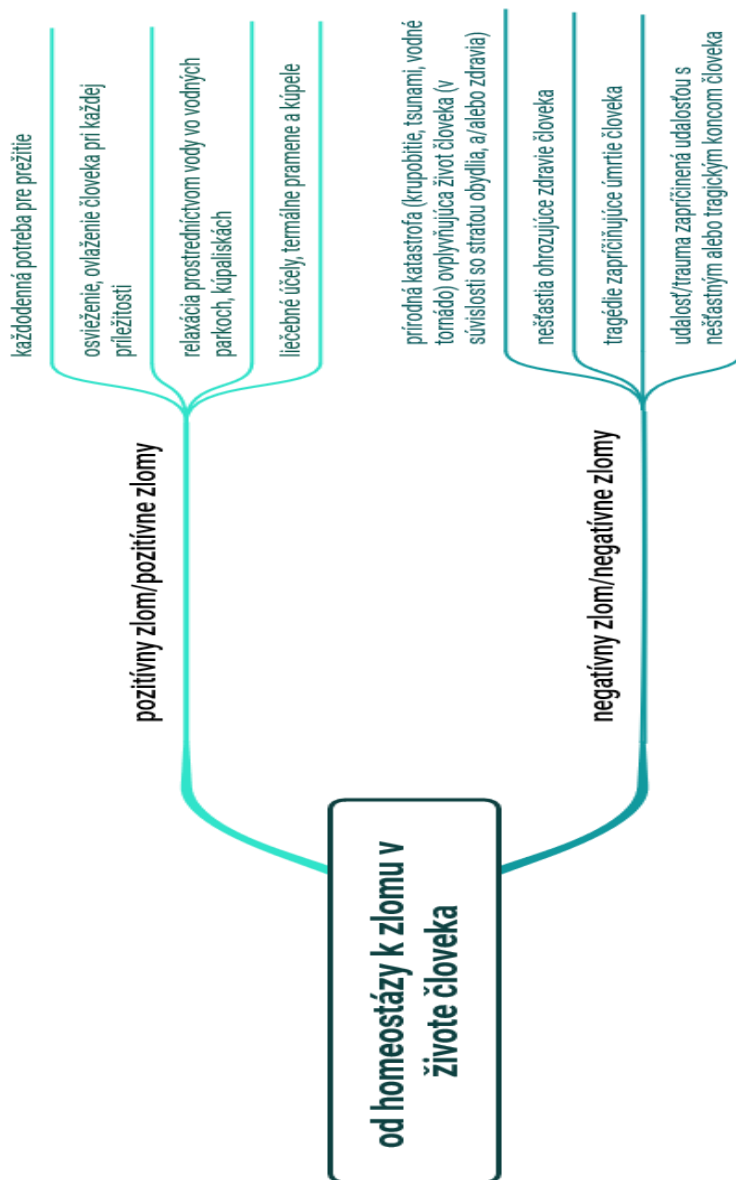 od homeostázy k zlomu v
živote človeka
pozitívny zlom/pozitívne zlomy
každodenná potreba pre prežitie
osvieženie, ovlaženie človeka pri každej
príležitosti
relaxácia prostredníctvom vody vo vodných
parkoch, kúpaliskách
liečebné účely, termálne pramene a kúpele
negatívny zlom/negatívne zlomy
prírodná katastrofa (krupobitie, tsunami, vodné
tornádo) ovplyvňujúca život človeka (v
súvislosti so stratou obydlia, a/alebo zdravia)
nešťastia ohrozujúce zdravie človeka
tragédie zapríčiňujúce úmrtie človeka
udalosť/trauma zapríčinená udalosťou s
nešťastným alebo tragickým koncom človeka